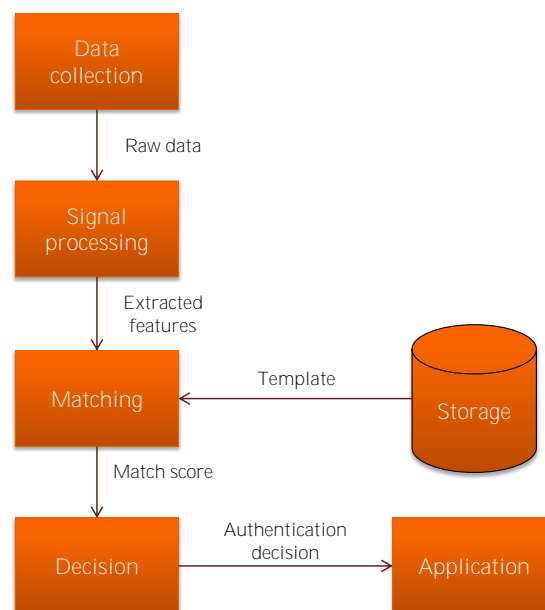 Data
collection
Raw data
Signal
processing
Extracted
features
Matching
Template
Storage
Match score
Decision
Authentication
decision
Application